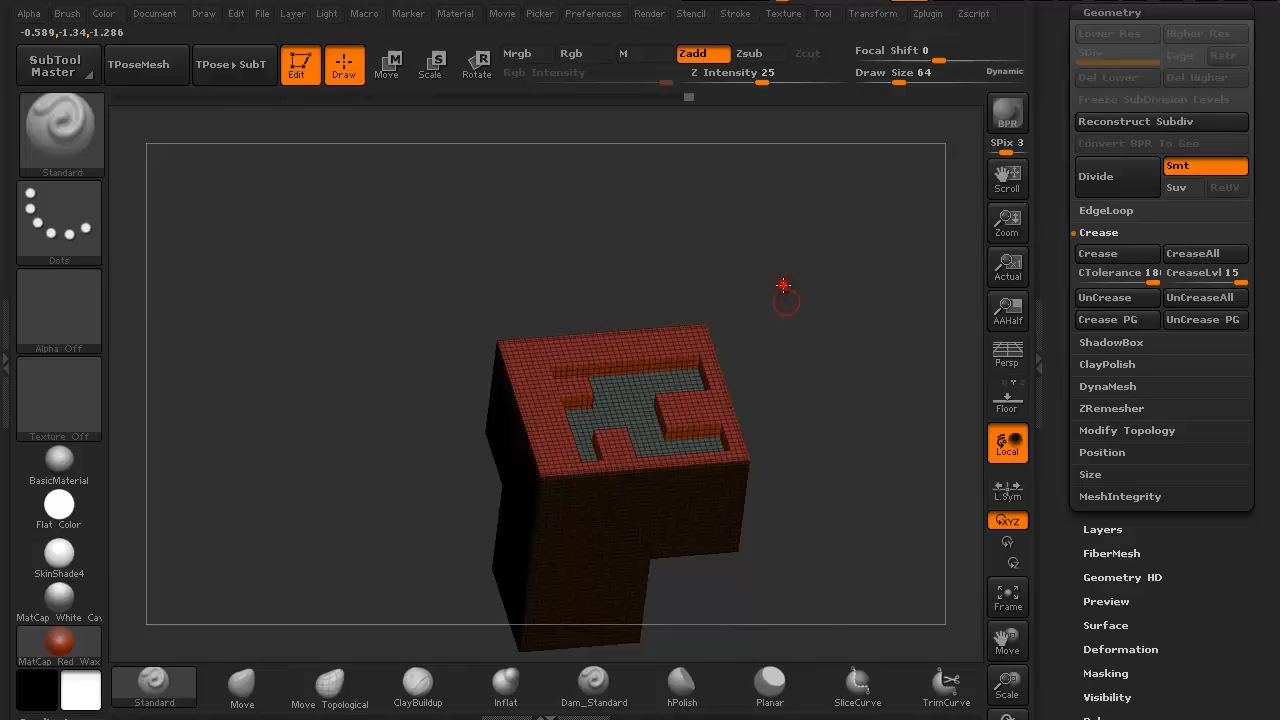 Alpha Brush Color Document Draw Edit File Layer Light Macro Marker Material Movie Picker Preferences Render Stencil Stroke Texture Tool Transform Zplugin Zscript
-0.589,-1.34,-1.286
SubTool
Master
TPoseMesh
TPose SubT
Edit
Draw
Move
Scale
Rotate
Mrgb Rgb M Zadd Zsub Zcut
Rgb Intensity
Z Intensity 25
Focal Shift 0
Draw Size 64
Dynamic
Standard
Dots
Alpha Off
Texture Off
BasicMaterial
Flat Color
SkinShade4
MatCap White Cav
MatCap Red Wax
BPR
SPix 3
Scroll
Zoom
Actual
AAHalf
Persp
Floor
Local
L.Sym
XYZ
Frame
Move
Scale
Geometry
Lower Res Higher Res
SDiv
Cage Rstr
Del Lower Del Higher
Freeze SubDivision Levels
Reconstruct Subdiv
Convert BPR To Geo
Divide
Smt
Suv ReUV
EdgeLoop
Crease
Crease CreaseAll
CTolerance 18 CreaseLvl 15
UnCrease UnCreaseAll
Crease PG UnCrease PG
ShadowBox
ClayPolish
DynaMesh
ZRemesher
Modify Topology
Position
Size
MeshIntegrity
Layers
FiberMesh
Geometry HD
Preview
Surface
Deformation
Masking
Visibility
Standard Move Move Topological ClayBuildup Inflat Dam_Standard hPolish Planar SliceCurve TrimCurve